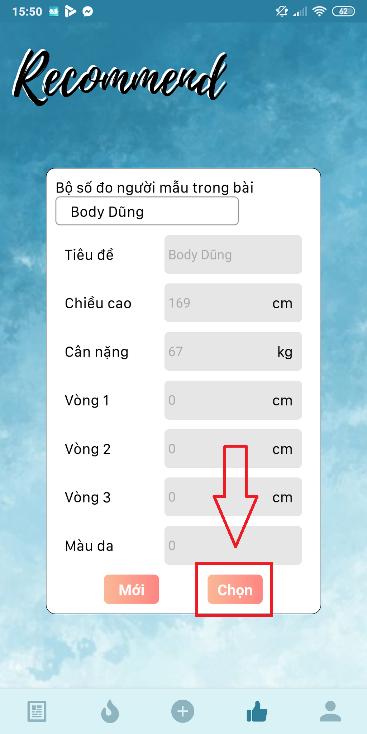 15:50
62
Recommend
Bộ số đo người mẫu trong bài
Body Dũng
Tiêu đề Body Dũng
Chiều cao 169 cm
Cân nặng 67 kg
Vòng 1 0 cm
Vòng 2 0 cm
Vòng 3 0 cm
Màu da 0
Mới Chọn